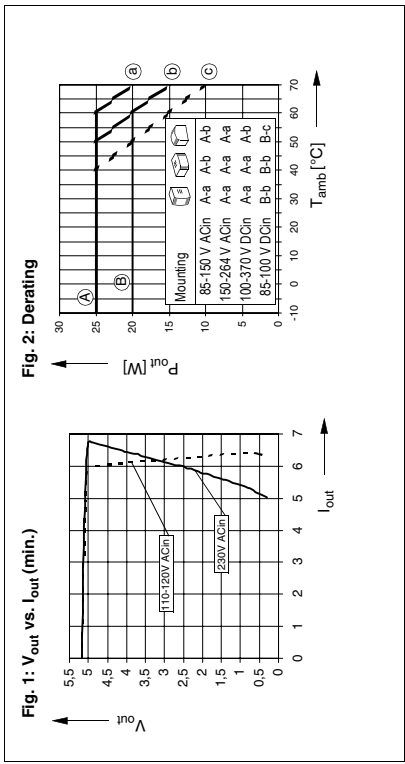 Fig. 1: Vout vs. Iout (min.)
Vout
5,5
5
4,5
4
3,5
3
2,5
2
1,5
1
0,5
0 1 2 3 4 5 6 7
110-120V ACin
230V ACin
Iout
Fig. 2: Derating
Pout [W]
30
25
20
15
10
5
0
-10 0 10 20 30 40 50 60 70
A
B
a
b
c
Mounting
85-150 V ACin A-a A-b A-b
150-264 V ACin A-a A-a A-a
100-370 V DCin A-a A-a A-b
85-100 V DCin B-b B-b B-c
Tamb [°C]